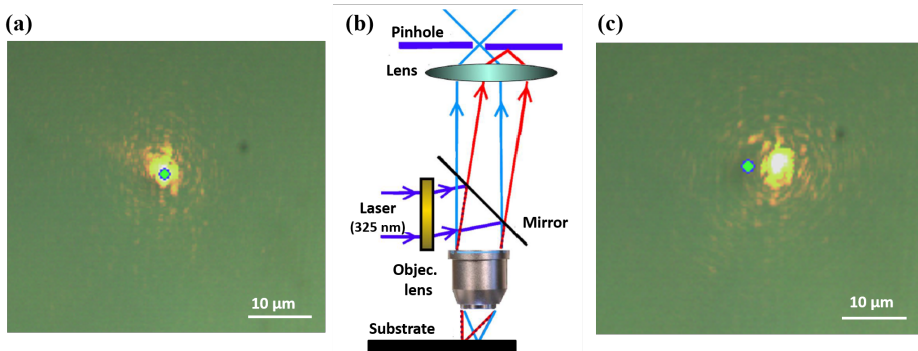 (a)
10 µm
(b)
Pinhole
Lens
Laser
(325 nm)
Mirror
Objec.
lens
Substrate
(c)
10 µm